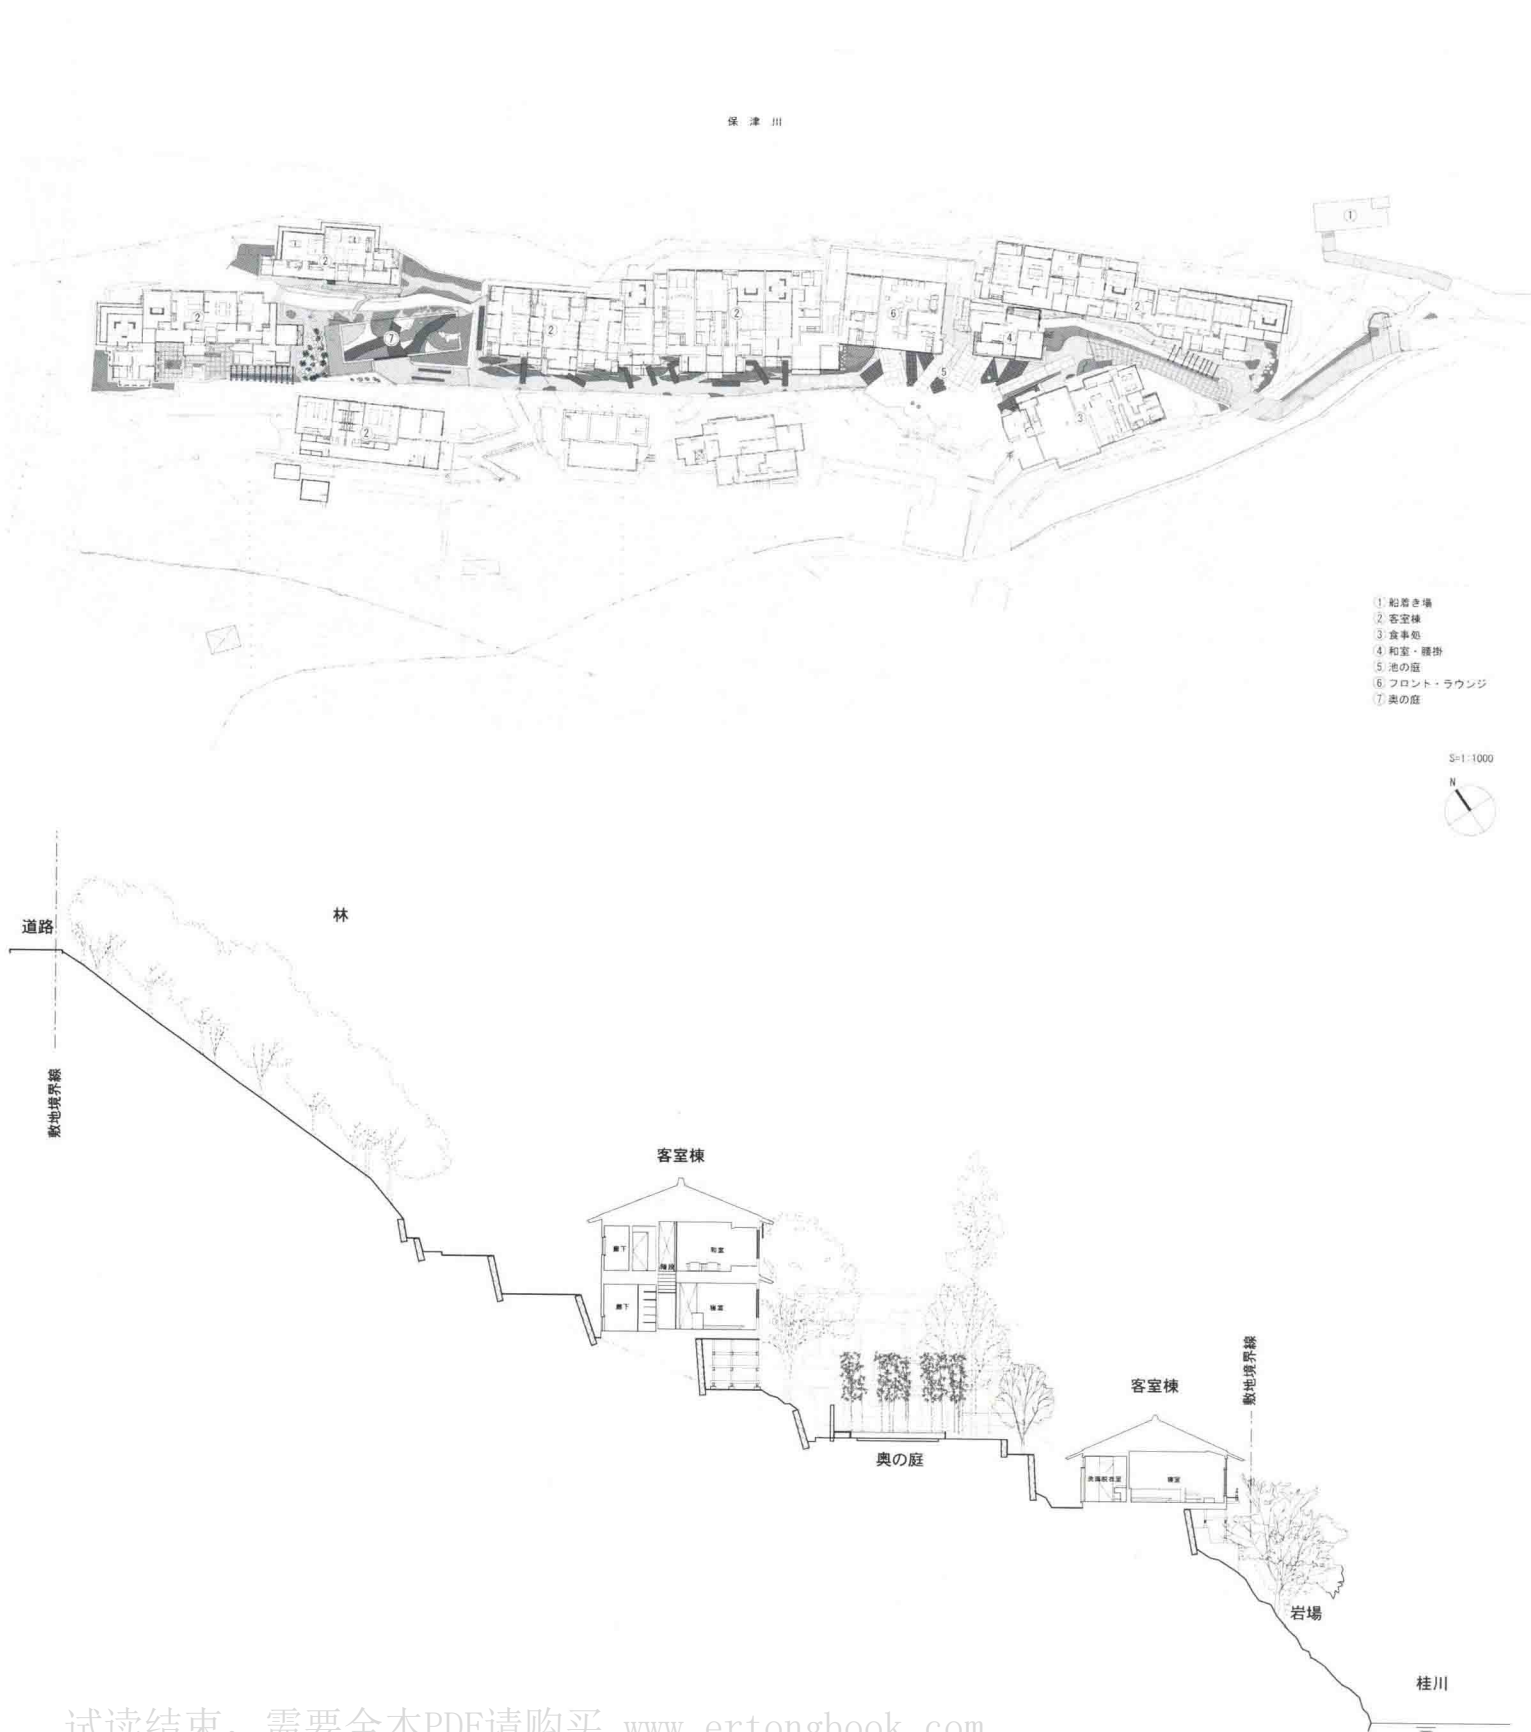 保津川
①
②
②
②
②
⑥
②
⑦
④
⑤
③
②
①船着き場
②客室棟
③食事処
④和室・腰掛
⑤池の庭
⑥フロント・ラウンジ
⑦奥の庭
S=1:1000
N
道路
林
敷地境界線
客室棟
廊下
階段
和室
廊下
寝室
奥の庭
客室棟
敷地境界線
寝室
岩場
桂川
试读结束，需要全本PDF请购买 www.ertongbook.com